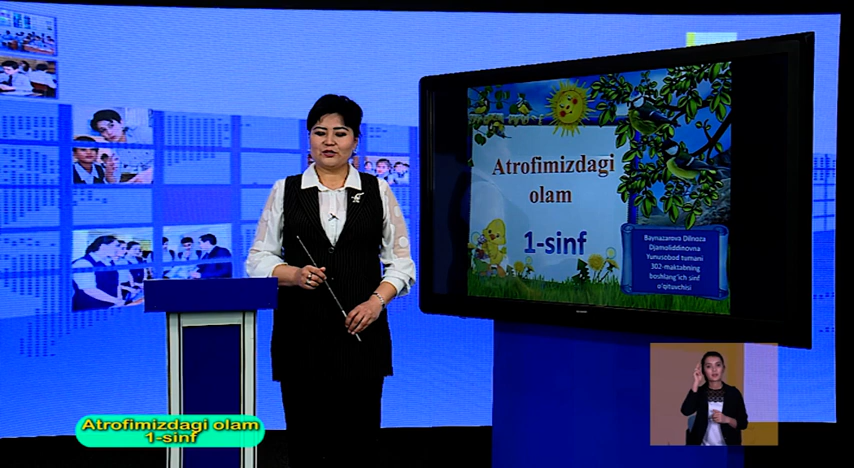 Atrofimizdagi
olam
1-sinf
Baynazarova Dilnoza
Djamoliddinovna
Yunusobod tumani
302-maktabning
boshlang'ich sinf
o'qituvchisi
Atrofimizdagi olam
1-sinf